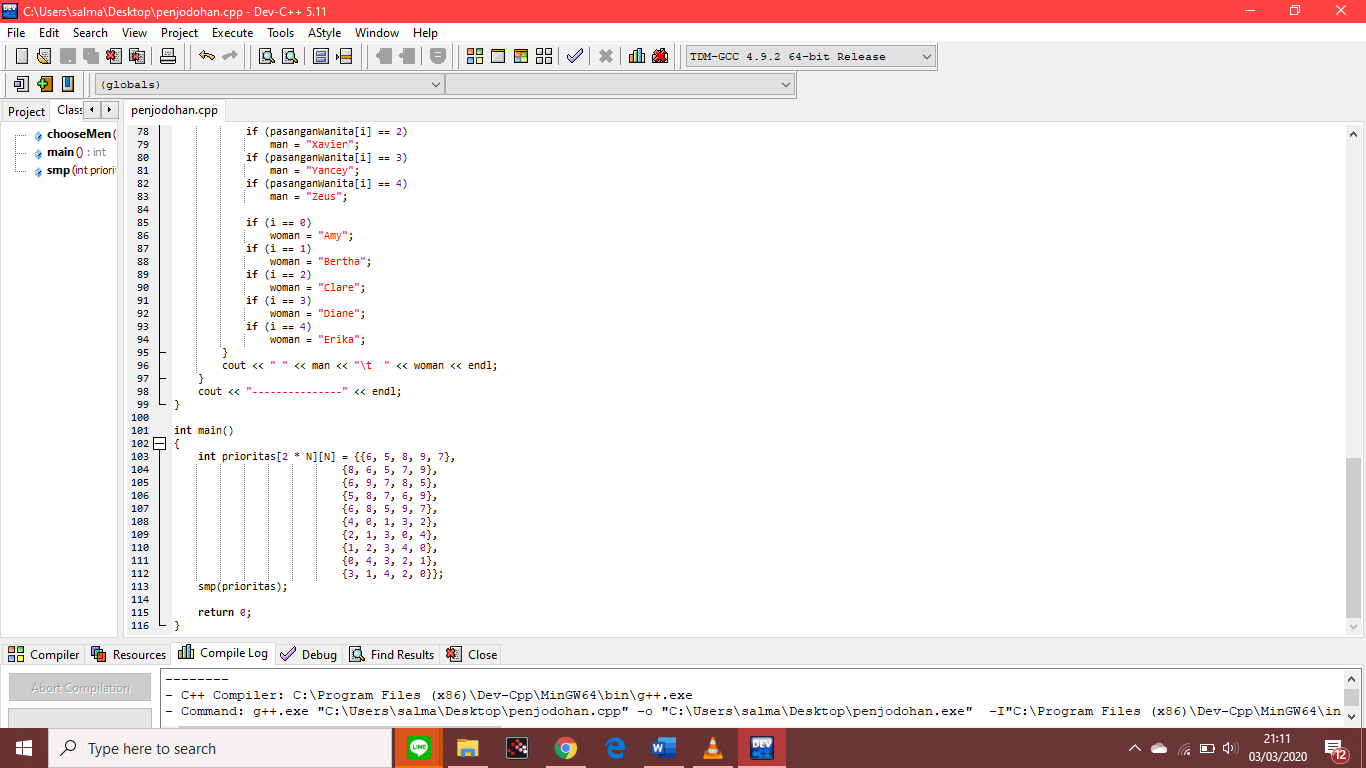 C:\Users\salma\Desktop\penjodohan.cpp - Dev-C++ 5.11
File Edit Search View Project Execute Tools AStyle Window Help
TDM-GCC 4.9.2 64-bit Release
(globals)
Project Class penjodohan.cpp
chooseMen (
main () : int
smp (int priori
78 if (pasanganWanita[i] == 2)
79 man = "Xavier";
80 if (pasanganWanita[i] == 3)
81 man = "Yancey";
82 if (pasanganWanita[i] == 4)
83 man = "Zeus";
84
85 if (i == 0)
86 woman = "Amy";
87 if (i == 1)
88 woman = "Bertha";
89 if (i == 2)
90 woman = "Clare";
91 if (i == 3)
92 woman = "Diane";
93 if (i == 4)
94 woman = "Erika";
95 }
96 cout << " " << man << "\t  " << woman << endl;
97 }
98 cout << "---------------" << endl;
99 }
100
101 int main()
102 {
103 int prioritas[2 * N][N] = {{6, 5, 8, 9, 7},
104 {8, 6, 5, 7, 9},
105 {6, 9, 7, 8, 5},
106 {5, 8, 7, 6, 9},
107 {6, 8, 5, 9, 7},
108 {4, 0, 1, 3, 2},
109 {2, 1, 3, 0, 4},
110 {1, 2, 3, 4, 0},
111 {0, 4, 3, 2, 1},
112 {3, 1, 4, 2, 0}};
113 smp(prioritas);
114
115 return 0;
116 }
Compiler Resources Compile Log Debug Find Results Close
Abort Compilation
--------
- C++ Compiler: C:\Program Files (x86)\Dev-Cpp\MinGW64\bin\g++.exe
- Command: g++.exe "C:\Users\salma\Desktop\penjodohan.cpp" -o "C:\Users\salma\Desktop\penjodohan.exe"  -I"C:\Program Files (x86)\Dev-Cpp\MinGW64\in
Type here to search
LINE
DEV
21:11
03/03/2020
12